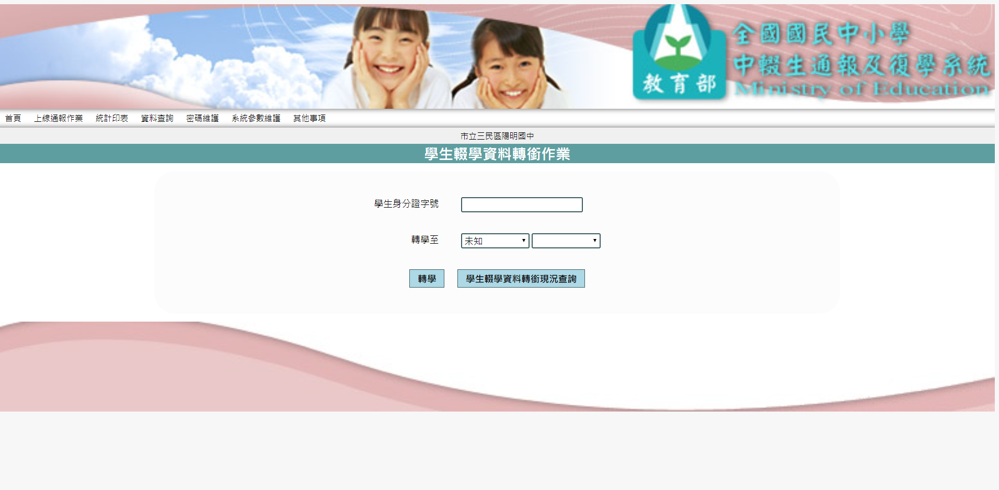 全國國民中小學
中輟生通報及復學系統
Ministry of Education
教育部
首頁 上線通報作業 統計印表 資料查詢 密碼維護 系統參數維護 其他事項
市立三民區陽明國中
學生輟學資料轉銜作業
學生身分證字號
轉學至 未知
轉學 學生輟學資料轉銜現況查詢